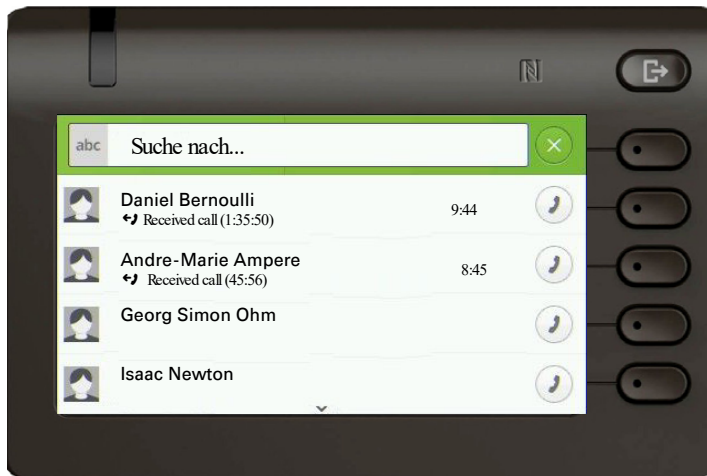 abc Suche nach...
Daniel Bernoulli
Received call (1:35:50) 9:44
Andre-Marie Ampere
Received call (45:56) 8:45
Georg Simon Ohm
Isaac Newton